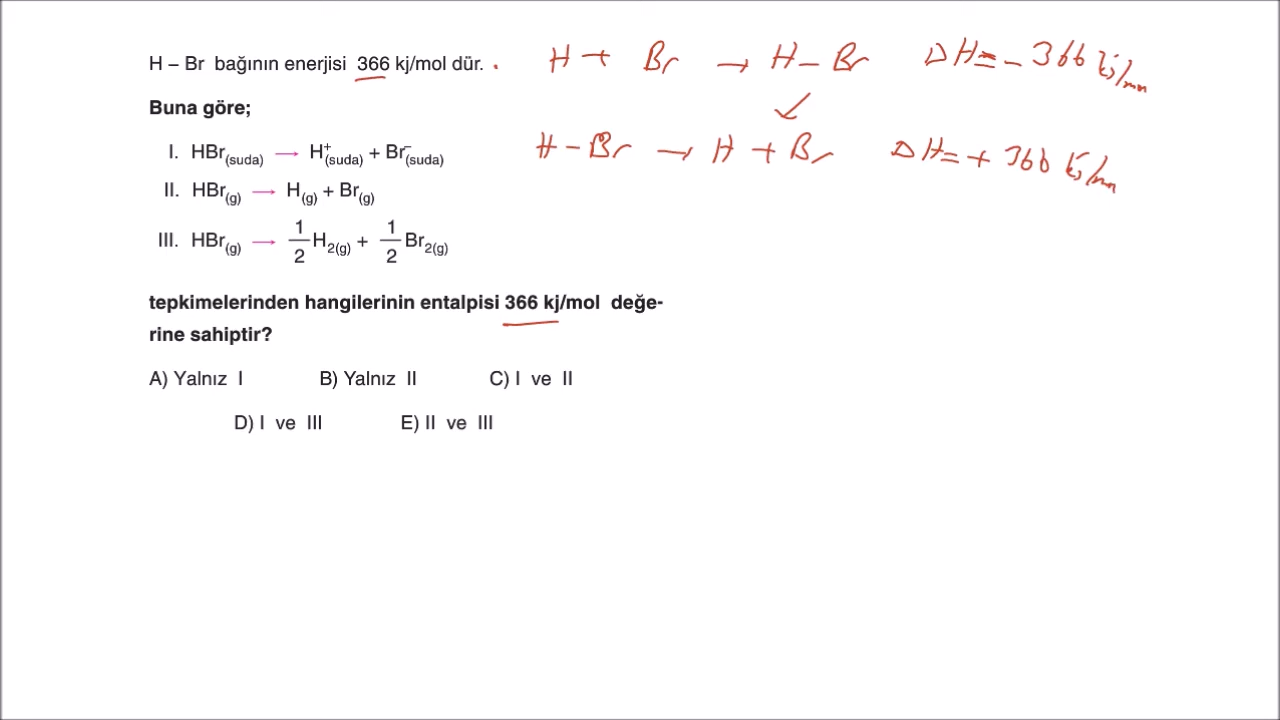 H – Br bağının enerjisi 366 kj/mol dür.
H + Br → H – Br ΔH = – 366 kj/mol
Buna göre;
H – Br → H + Br ΔH = + 366 kj/mol
I. HBr(suda) → H⁺(suda) + Br⁻(suda)
II. HBr(g) → H(g) + Br(g)
III. HBr(g) → 1/2 H2(g) + 1/2 Br2(g)
tepkimelerinden hangilerinin entalpisi 366 kj/mol değe-
rine sahiptir?
A) Yalnız I B) Yalnız II C) I ve II
D) I ve III E) II ve III